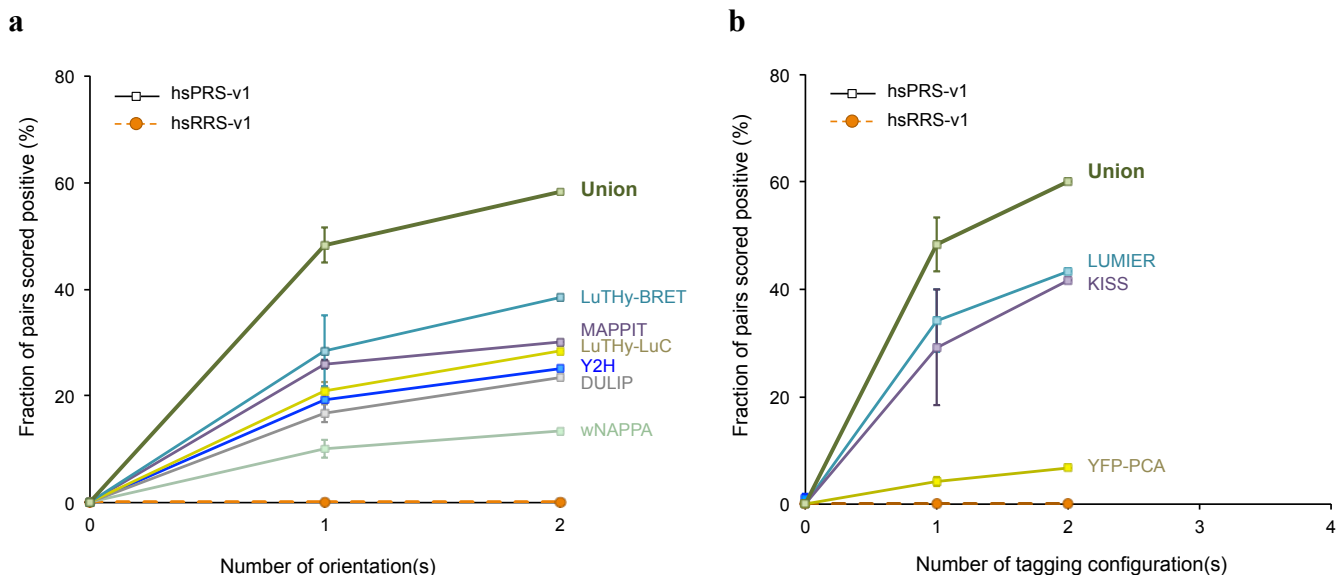 a
Fraction of pairs scored positive (%)
80
60
40
20
0
hsPRS-v1
hsRRS-v1
Union
LuTHy-BRET
MAPPIT
LuTHy-LuC
Y2H
DULIP
wNAPPA
0 1 2
Number of orientation(s)
b
Fraction of pairs scored positive (%)
80
60
40
20
0
hsPRS-v1
hsRRS-v1
Union
LUMIER
KISS
YFP-PCA
0 1 2 3 4
Number of tagging configuration(s)